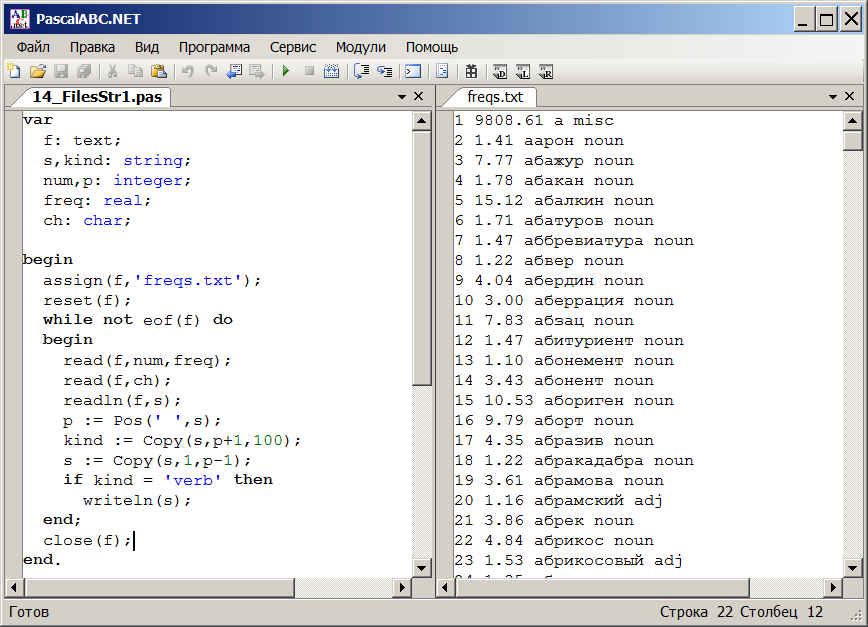 PascalABC.NET
Файл Правка Вид Программа Сервис Модули Помощь
14_FilesStr1.pas
var
f: text;
s,kind: string;
num,p: integer;
freq: real;
ch: char;
begin
assign(f,'freqs.txt');
reset(f);
while not eof(f) do
begin
read(f,num,freq);
read(f,ch);
readln(f,s);
p := Pos(' ',s);
kind := Copy(s,p+1,100);
s := Copy(s,1,p-1);
if kind = 'verb' then
writeln(s);
end;
close(f);
end.
freqs.txt
1 9808.61 а misc
2 1.41 аарон noun
3 7.77 абажур noun
4 1.78 абакан noun
5 15.12 абалкин noun
6 1.71 абатуров noun
7 1.47 аббревиатура noun
8 1.22 абвер noun
9 4.04 абердин noun
10 3.00 аберрация noun
11 7.83 абзац noun
12 1.47 абитуриент noun
13 1.10 абонемент noun
14 3.43 абонент noun
15 10.53 абориген noun
16 9.79 аборт noun
17 4.35 абразив noun
18 1.22 абракадабра noun
19 3.61 абрамова noun
20 1.16 абрамский adj
21 3.86 абрек noun
22 4.84 абрикос noun
23 1.53 абрикосовый adj
Готов
Строка 22 Столбец 12